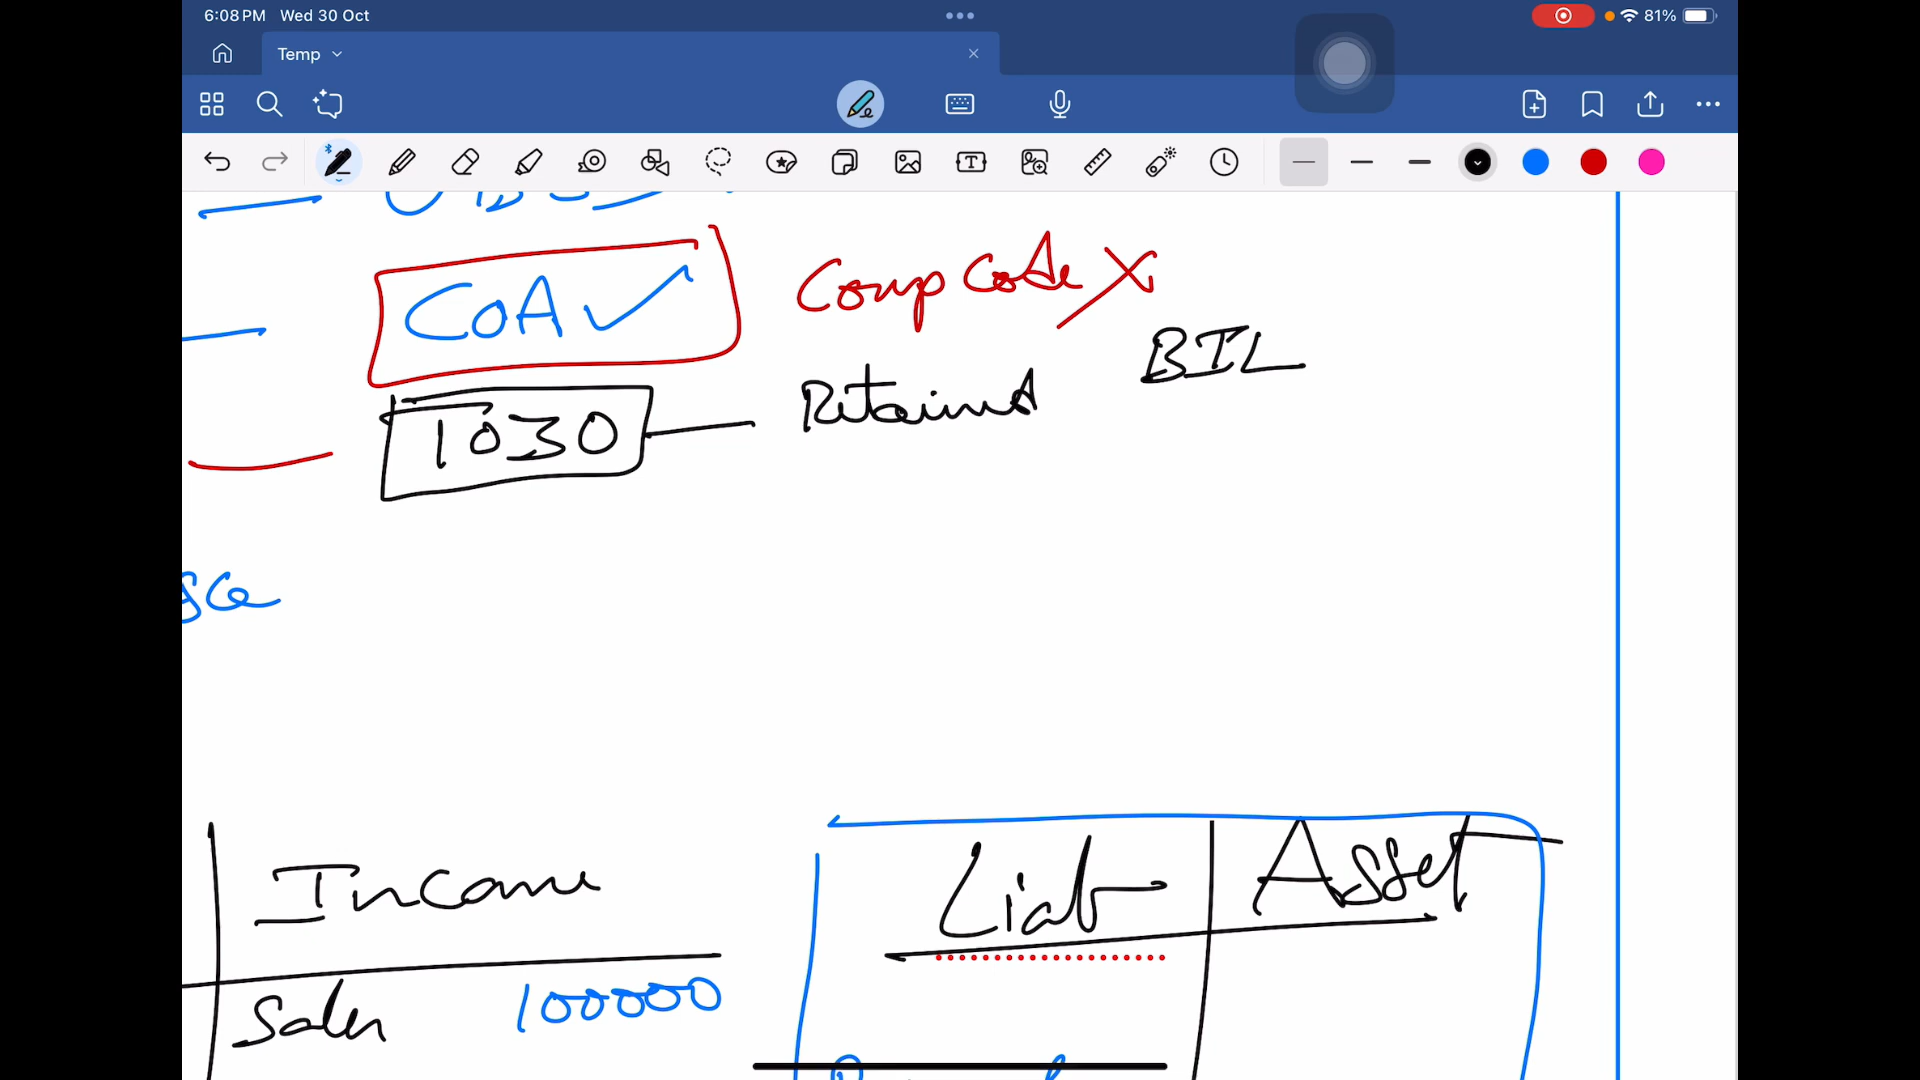 6:08 PM Wed 30 Oct
81%
Temp
CoA ✓ Comp Code X
BIL
1030 — Retained
Income
Liab Asset
Sales 100000